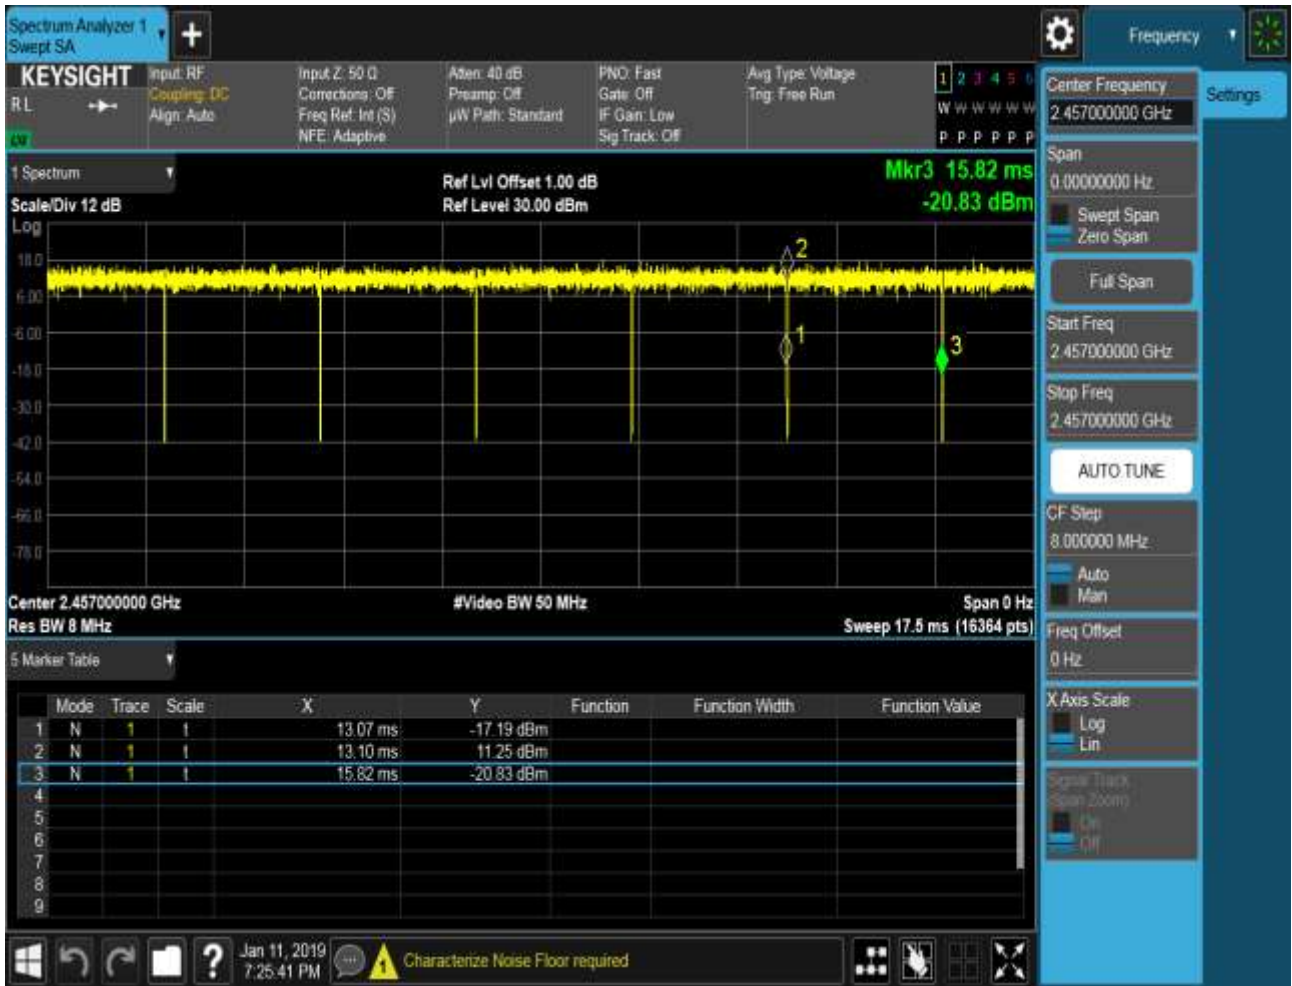 Spectrum Analyzer 1
Swept SA
+
Frequency
KEYSIGHT
RL
Input: RF
Coupling: DC
Align: Auto
Input Z: 50 Ω
Corrections: Off
Freq Ref: Int (S)
NFE: Adaptive
Atten: 40 dB
Preamp: Off
µW Path: Standard
PNO: Fast
Gate: Off
IF Gain: Low
Sig Track: Off
Avg Type: Voltage
Trig: Free Run
1 2 3 4 5 6
W W W W W W
P P P P P P
1 Spectrum
Scale/Div 12 dB
Log
Ref Lvl Offset 1.00 dB
Ref Level 30.00 dBm
Mkr3 15.82 ms
-20.83 dBm
18.0
6.00
-6.00
-18.0
-30.0
-42.0
-54.0
-66.0
-78.0
2
1
3
Center 2.457000000 GHz
#Video BW 50 MHz
Span 0 Hz
Res BW 8 MHz
Sweep 17.5 ms (16364 pts)
5 Marker Table
Mode Trace Scale X Y Function Function Width Function Value
1 N 1 t 13.07 ms -17.19 dBm
2 N 1 t 13.10 ms 11.25 dBm
3 N 1 t 15.82 ms -20.83 dBm
4
5
6
7
8
9
Center Frequency
2.457000000 GHz
Settings
Span
0.00000000 Hz
Swept Span
Zero Span
Full Span
Start Freq
2.457000000 GHz
Stop Freq
2.457000000 GHz
AUTO TUNE
CF Step
8.000000 MHz
Auto
Man
Freq Offset
0 Hz
X Axis Scale
Log
Lin
Signal Track
(Span Zoom)
On
Off
?
Jan 11, 2019
7:25:41 PM
1
Characterize Noise Floor required